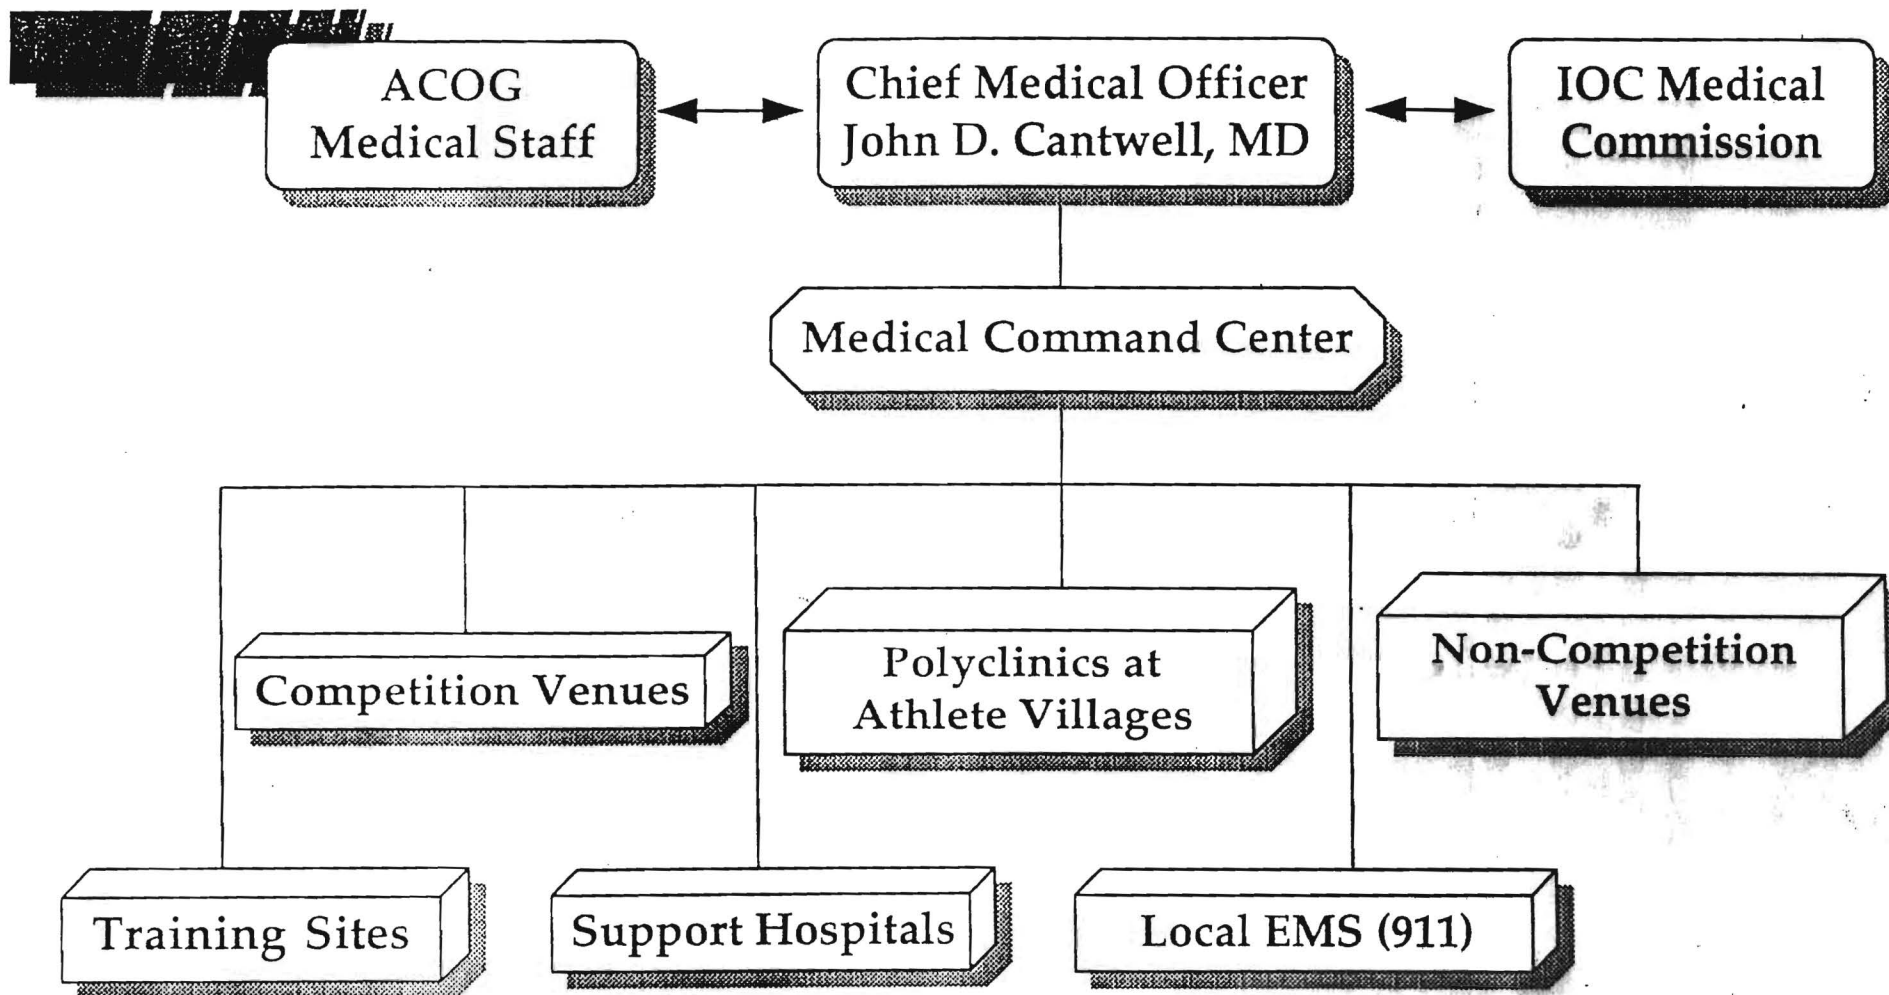 ACOG
Medical Staff
Chief Medical Officer
John D. Cantwell, MD
IOC Medical
Commission
Medical Command Center
Competition Venues
Polyclinics at
Athlete Villages
Non-Competition
Venues
Training Sites
Support Hospitals
Local EMS (911)